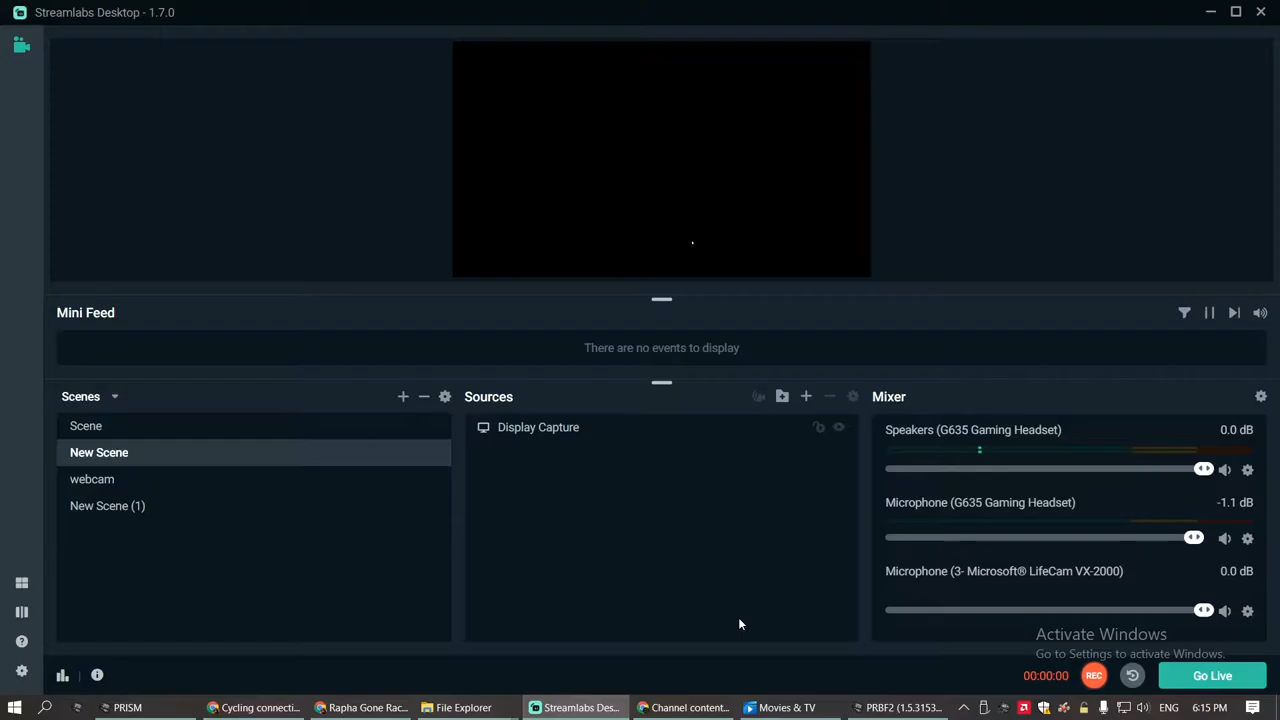 Streamlabs Desktop - 1.7.0
Mini Feed
There are no events to display
Scenes
Sources
Mixer
Scene
New Scene
webcam
New Scene (1)
Display Capture
Speakers (G635 Gaming Headset) 0.0 dB
Microphone (G635 Gaming Headset) -1.1 dB
Microphone (3- Microsoft® LifeCam VX-2000) 0.0 dB
Activate Windows
Go to Settings to activate Windows.
00:00:00 REC Go Live
PRISM Cycling connecti... Rapha Gone Rac... File Explorer Streamlabs Des... Channel content... Movies & TV PRBF2 (1.5.3153... ENG 6:15 PM